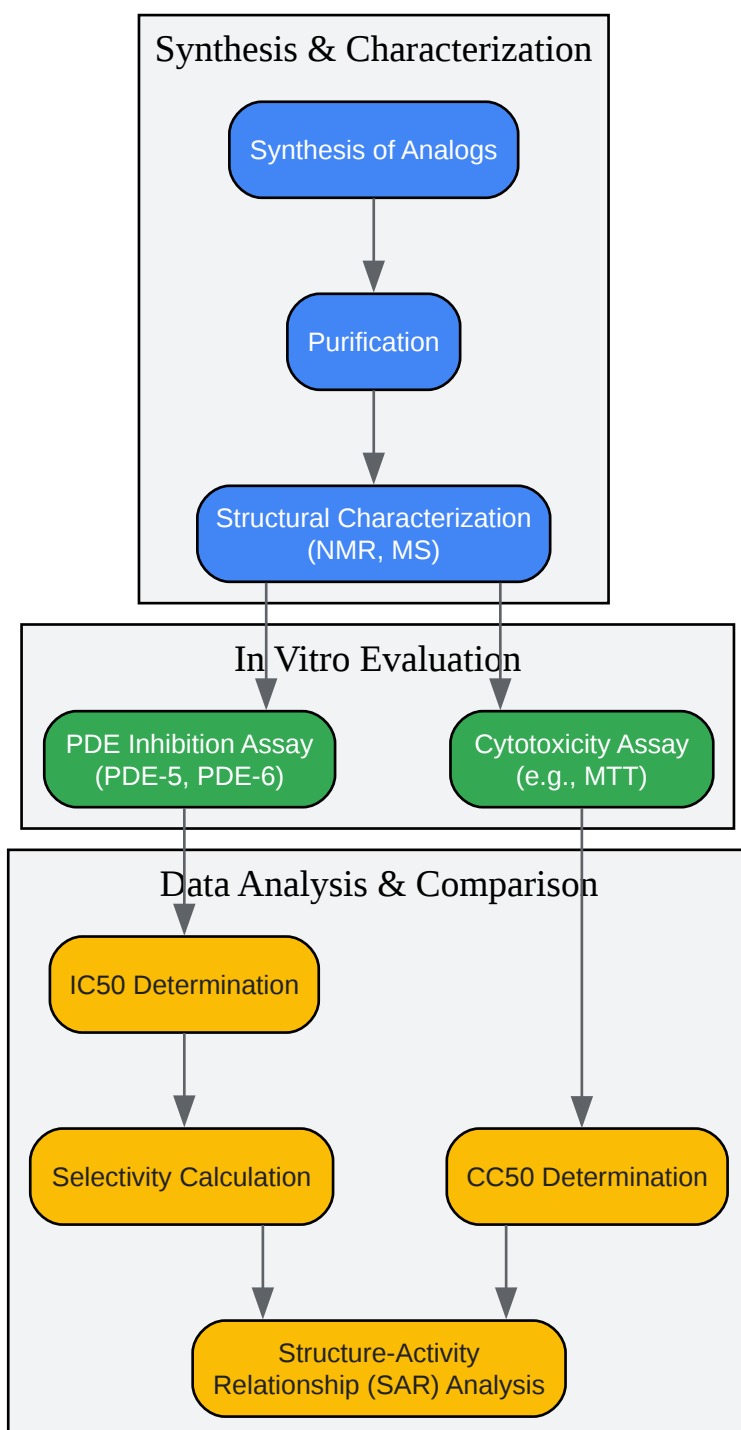 Synthesis & Characterization
Synthesis of Analogs
Purification
Structural Characterization
(NMR, MS)
In Vitro Evaluation
PDE Inhibition Assay
(PDE-5, PDE-6)
Cytotoxicity Assay
(e.g., MTT)
Data Analysis & Comparison
IC50 Determination
Selectivity Calculation
CC50 Determination
Structure-Activity
Relationship (SAR) Analysis